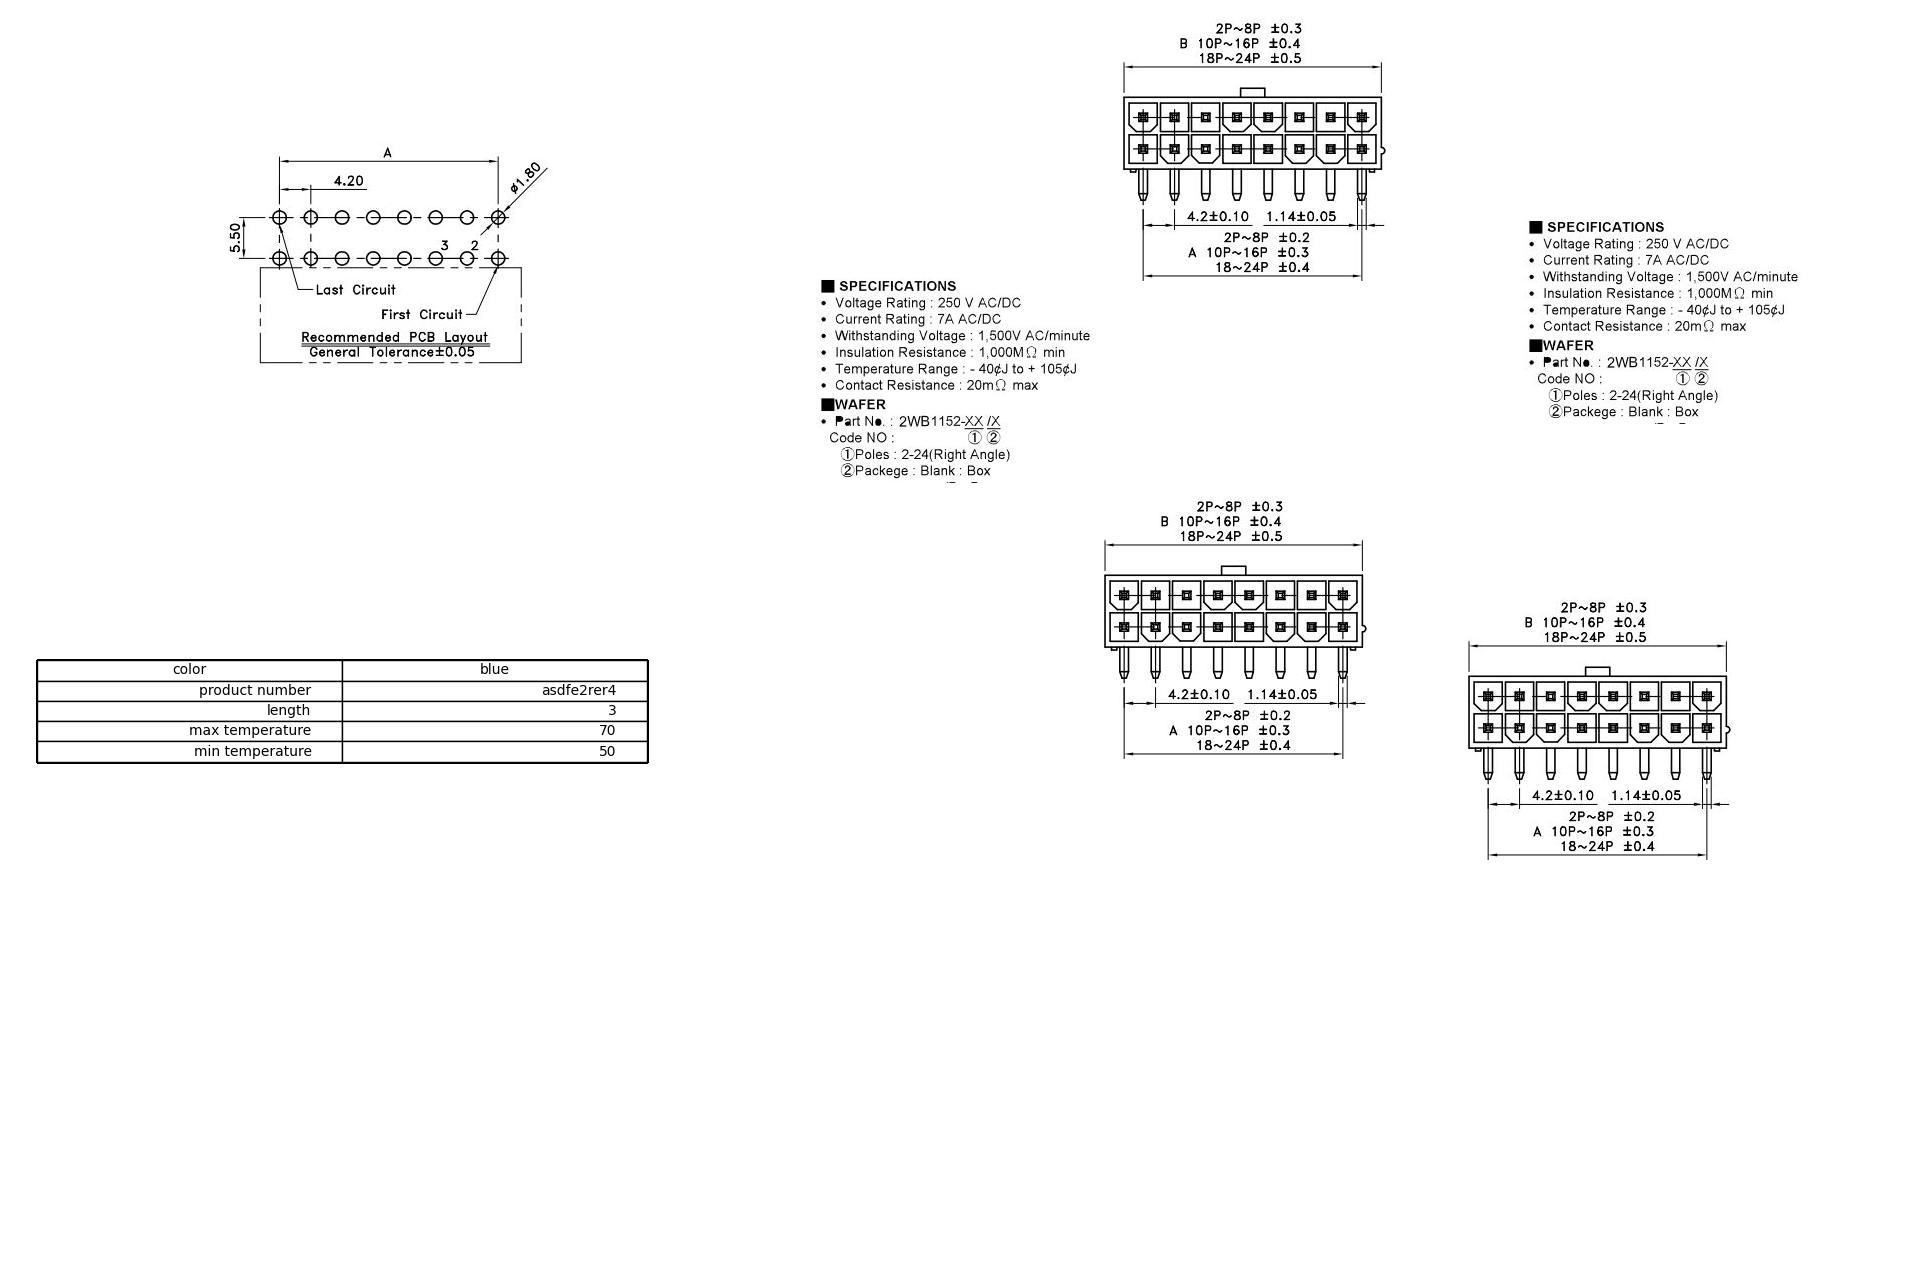 2P~8P ±0.3
B 10P~16P ±0.4
18P~24P ±0.5
4.2±0.10 1.14±0.05
2P~8P ±0.2
A 10P~16P ±0.3
18~24P ±0.4
A
4.20
ø1.80
5.50
3 2
Last Circuit
First Circuit
Recommended PCB Layout
General Tolerance±0.05
■ SPECIFICATIONS
• Voltage Rating : 250 V AC/DC
• Current Rating : 7A AC/DC
• Withstanding Voltage : 1,500V AC/minute
• Insulation Resistance : 1,000MΩ min
• Temperature Range : - 40¢J to + 105¢J
• Contact Resistance : 20mΩ max
■WAFER
• Part No. : 2WB1152-XX /X
Code NO : ① ②
①Poles : 2-24(Right Angle)
②Packege : Blank : Box
■ SPECIFICATIONS
• Voltage Rating : 250 V AC/DC
• Current Rating : 7A AC/DC
• Withstanding Voltage : 1,500V AC/minute
• Insulation Resistance : 1,000MΩ min
• Temperature Range : - 40¢J to + 105¢J
• Contact Resistance : 20mΩ max
■WAFER
• Part No. : 2WB1152-XX /X
Code NO : ① ②
①Poles : 2-24(Right Angle)
②Packege : Blank : Box
2P~8P ±0.3
B 10P~16P ±0.4
18P~24P ±0.5
4.2±0.10 1.14±0.05
2P~8P ±0.2
A 10P~16P ±0.3
18~24P ±0.4
2P~8P ±0.3
B 10P~16P ±0.4
18P~24P ±0.5
4.2±0.10 1.14±0.05
2P~8P ±0.2
A 10P~16P ±0.3
18~24P ±0.4
color blue
product number asdfe2rer4
length 3
max temperature 70
min temperature 50